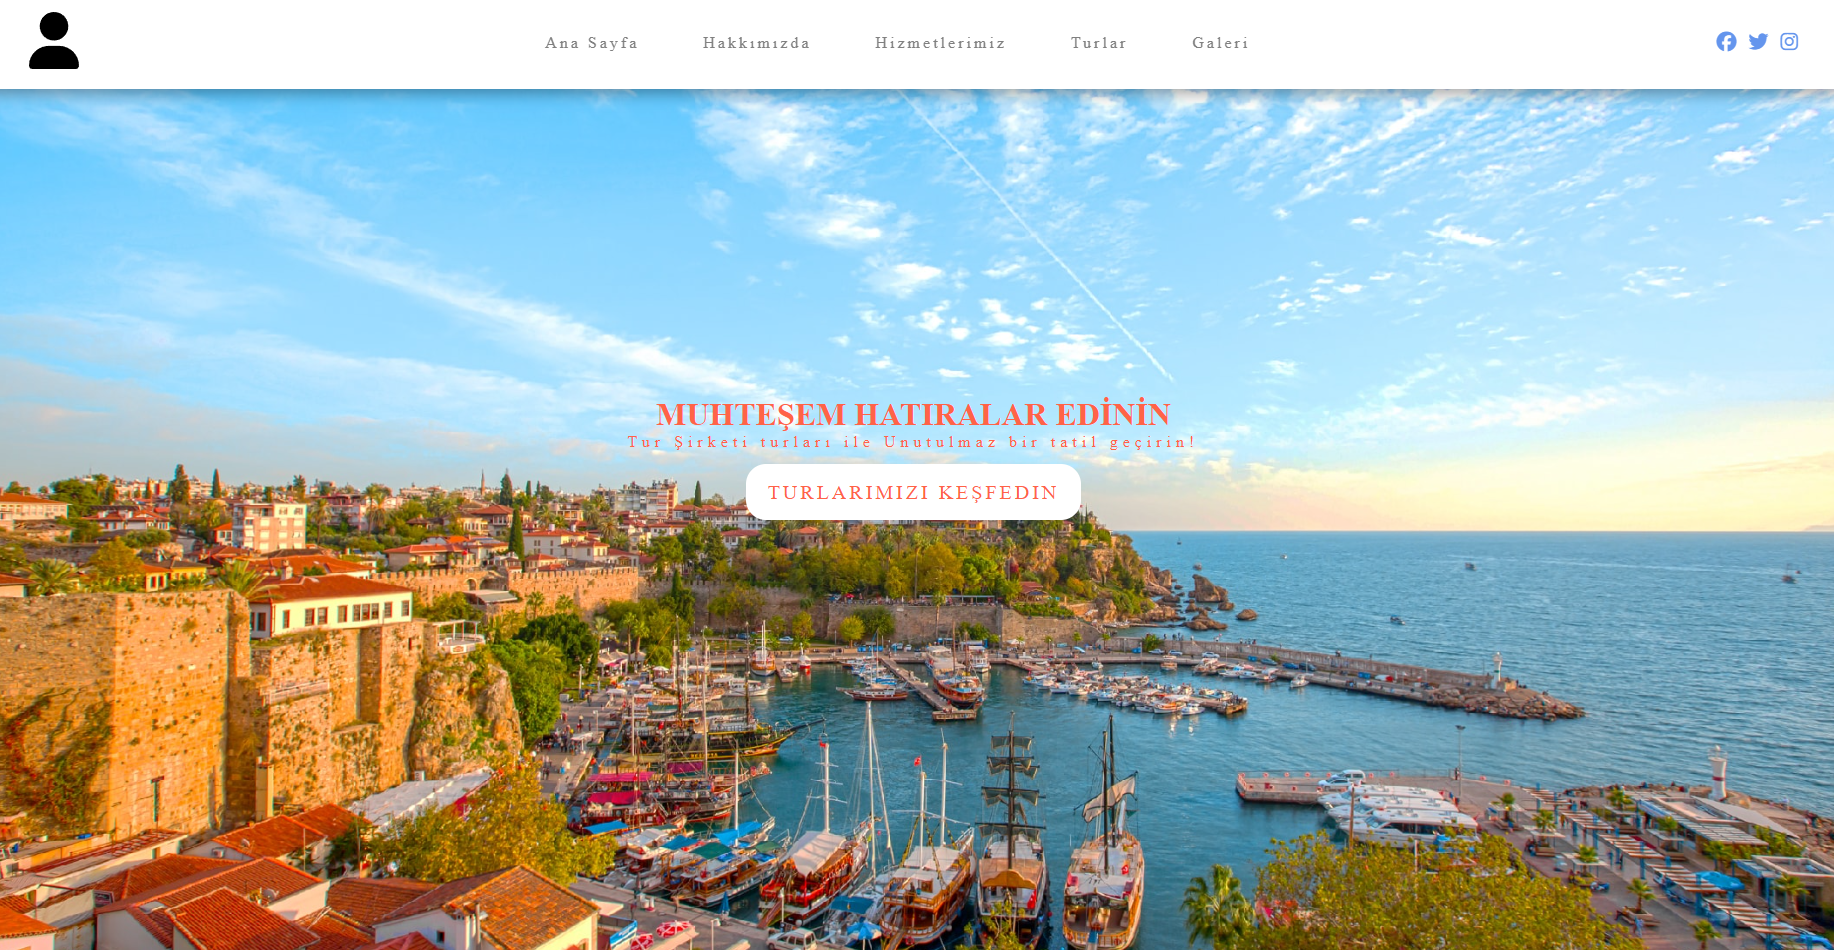 Ana Sayfa
Hakkımızda
Hizmetlerimiz
Turlar
Galeri
MUHTEŞEM HATIRALAR EDİNİN
Tur Şirketi turları ile Unutulmaz bir tatil geçirin!
TURLARIMIZI KEŞFEDIN